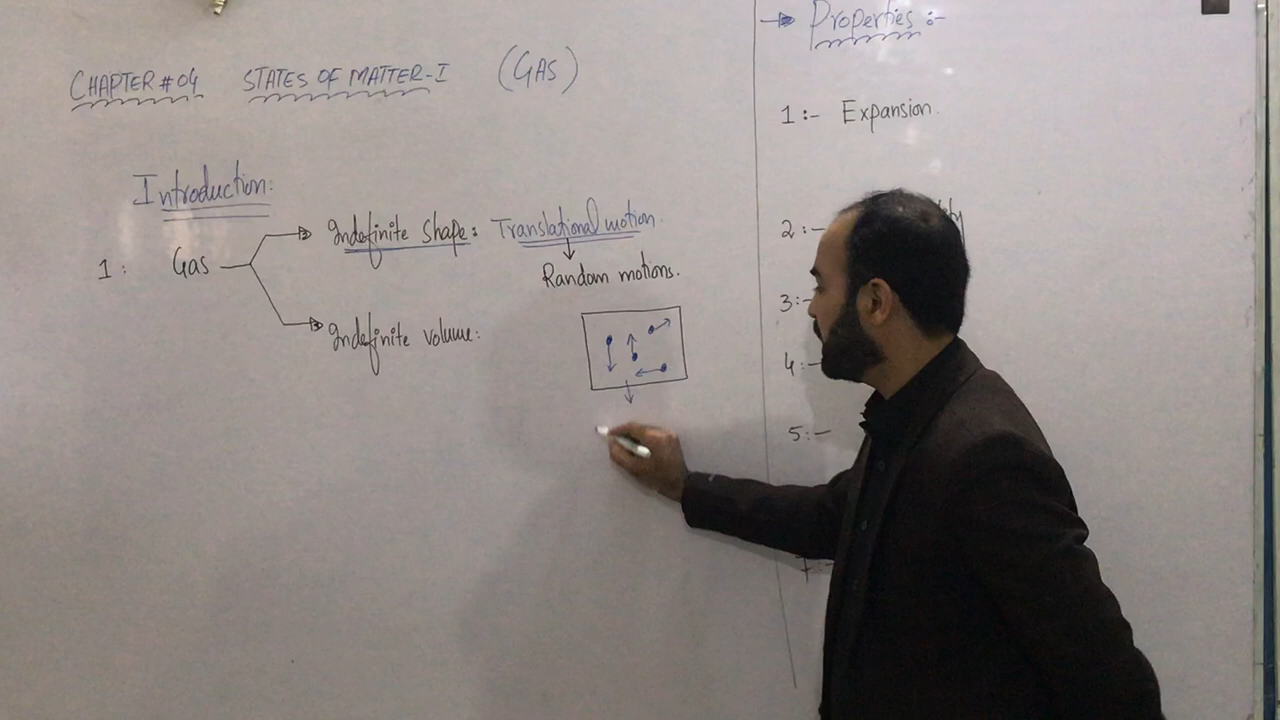 CHAPTER # 04 STATES OF MATTER-I (GAS)
Introduction:
1: Gas
Indefinite shape: Translational motion.
Random motions.
Indefinite volume:
Properties :-
1:- Expansion.
2:-
3:-
4:-
5:-